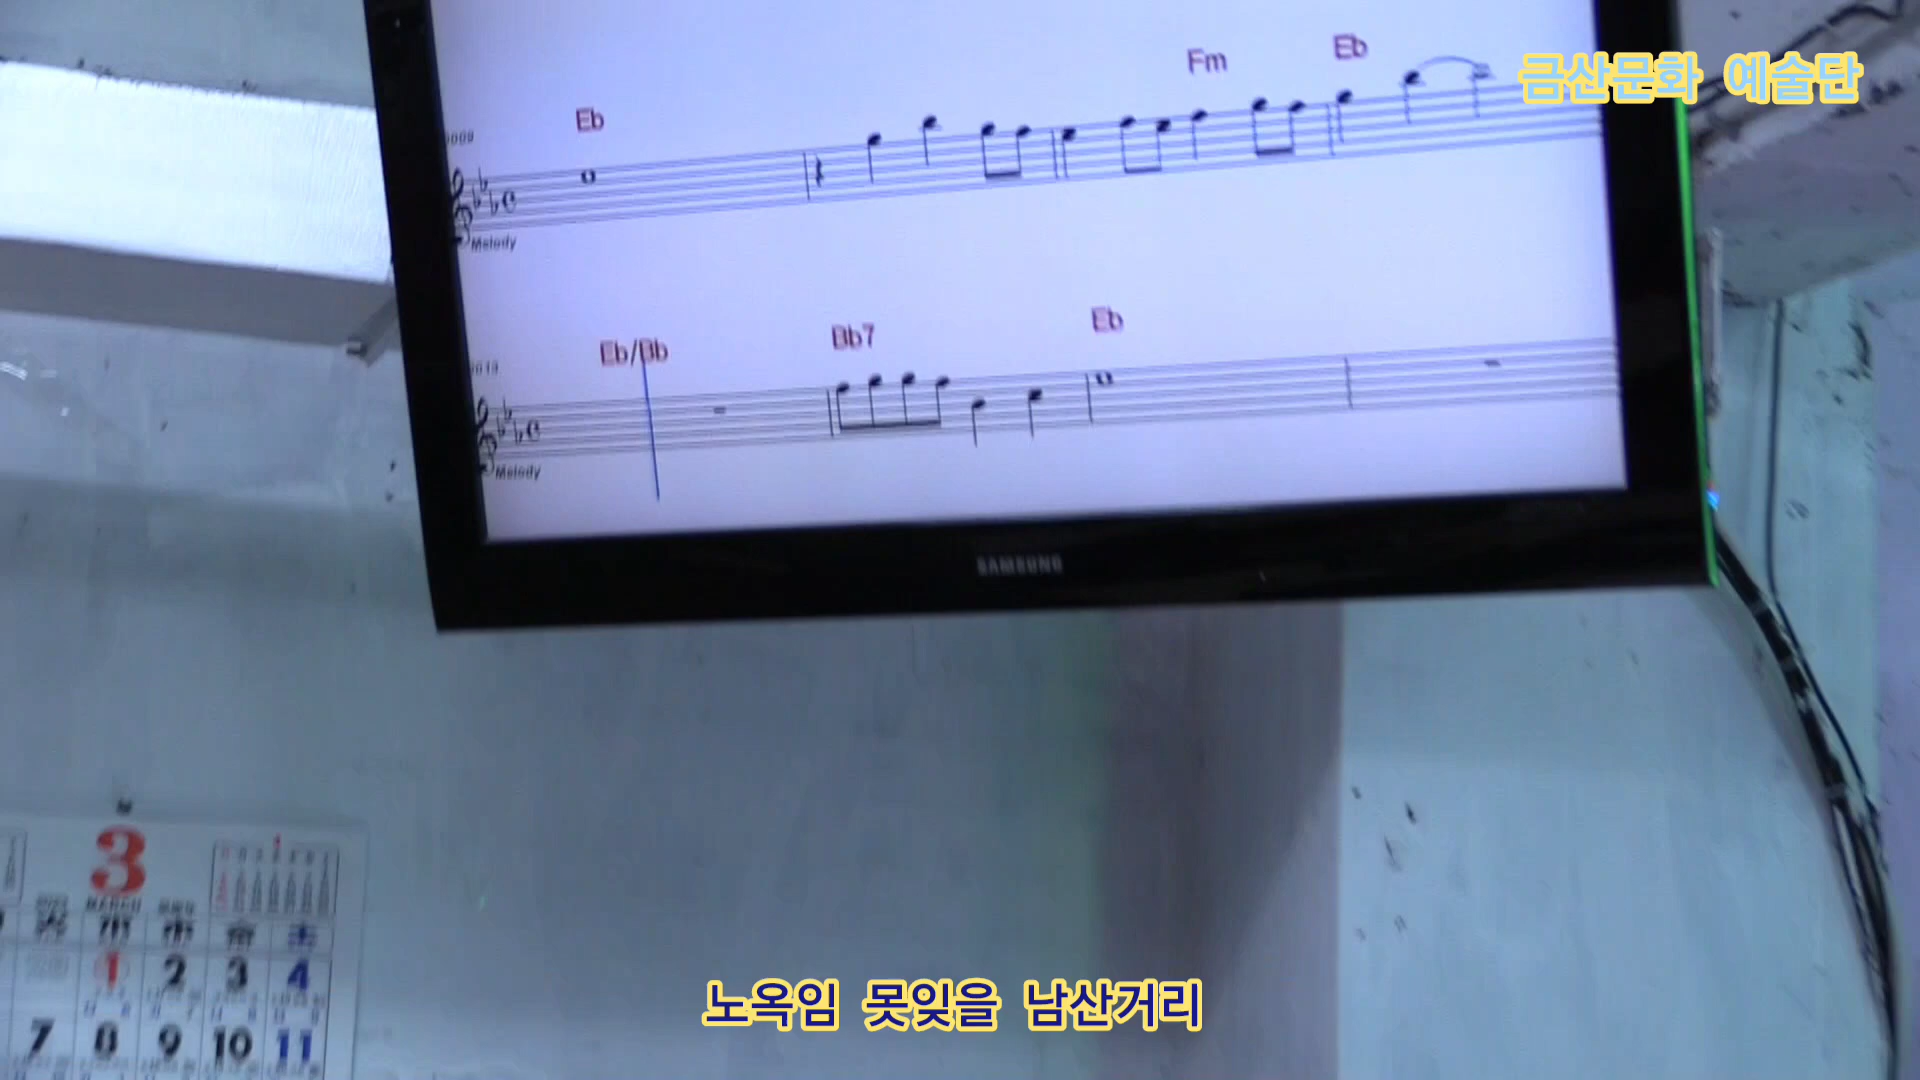 금산문화 예술단
Fm Eb
Eb
Melody
Eb/Bb Bb7 Eb
Melody
SAMSUNG
3
1 2 3 4
7 8 9 10 11
노옥임 못잊을 남산거리